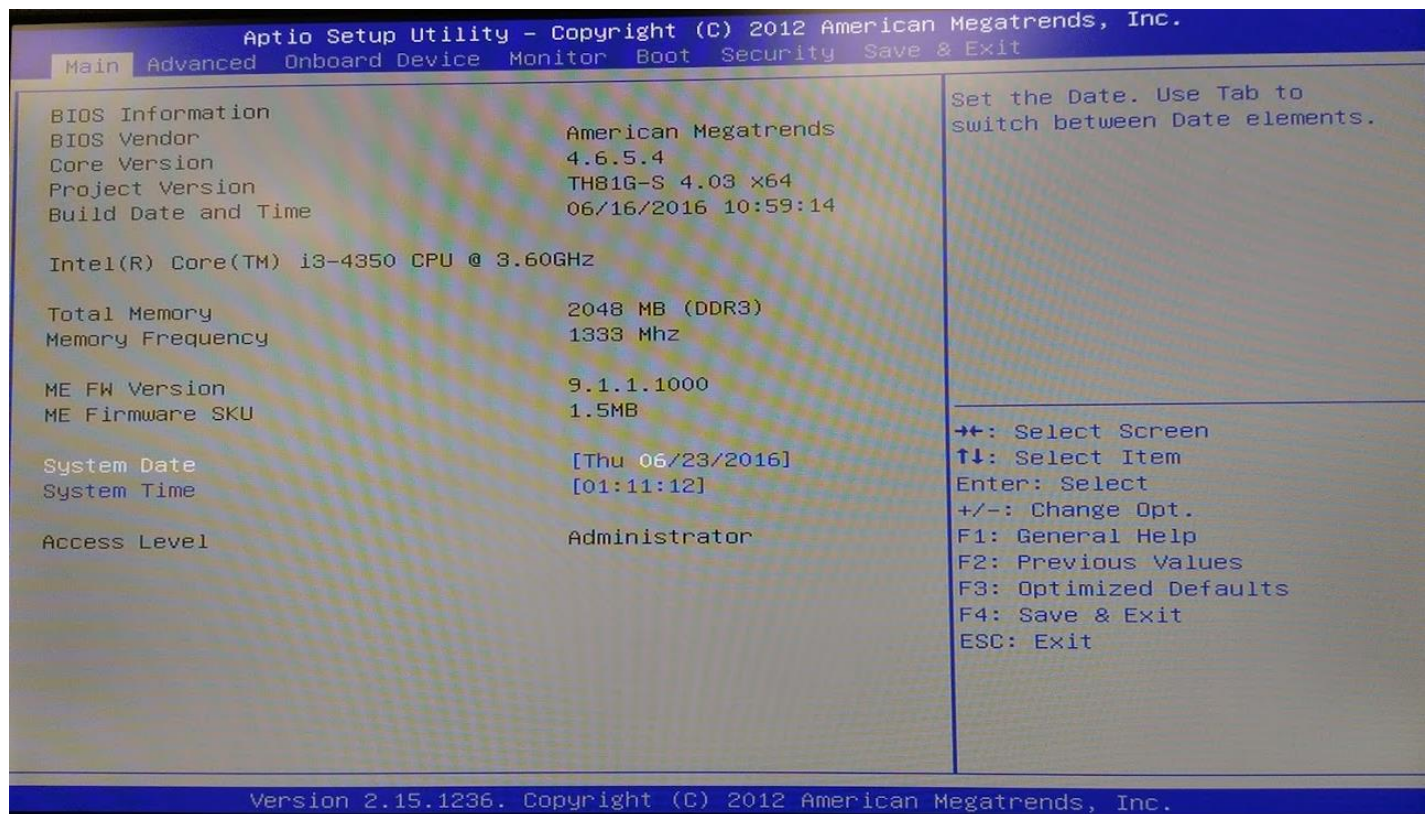 Aptio Setup Utility – Copyright (C) 2012 American Megatrends, Inc.
Main Advanced Onboard Device Monitor Boot Security Save & Exit
BIOS Information
BIOS Vendor American Megatrends
Core Version 4.6.5.4
Project Version TH81G-S 4.03 x64
Build Date and Time 06/16/2016 10:59:14
Intel(R) Core(TM) i3-4350 CPU @ 3.60GHz
Total Memory 2048 MB (DDR3)
Memory Frequency 1333 Mhz
ME FW Version 9.1.1.1000
ME Firmware SKU 1.5MB
System Date [Thu 06/23/2016]
System Time [01:11:12]
Access Level Administrator
Set the Date. Use Tab to
switch between Date elements.
→←: Select Screen
↑↓: Select Item
Enter: Select
+/-: Change Opt.
F1: General Help
F2: Previous Values
F3: Optimized Defaults
F4: Save & Exit
ESC: Exit
Version 2.15.1236. Copyright (C) 2012 American Megatrends, Inc.